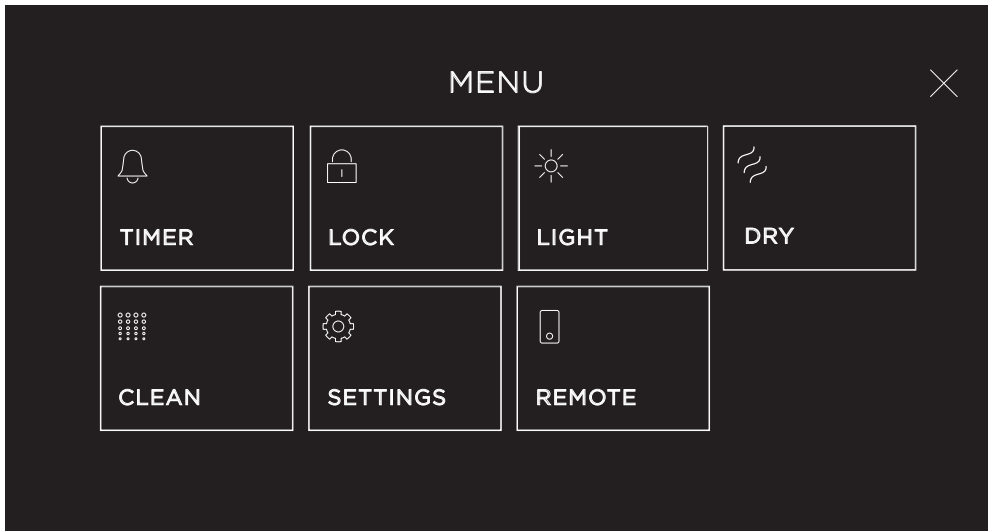 MENU
TIMER
LOCK
LIGHT
DRY
CLEAN
SETTINGS
REMOTE